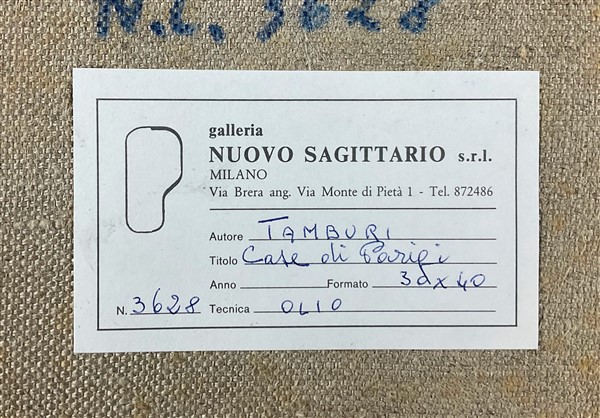 N.C. 3628
galleria
NUOVO SAGITTARIO s.r.l.
MILANO
Via Brera ang. Via Monte di Pietà 1 - Tel. 872486
Autore TAMBURI
Titolo Case di Parigi
Anno Formato 30x40
N. 3628 Tecnica OLIO